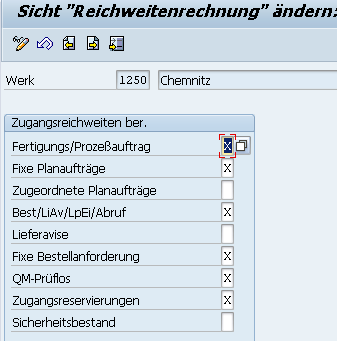 Sicht "Reichweitenrechnung" ändern:
Werk 1250 Chemnitz
Zugangsreichweiten ber.
Fertigungs/Prozeßauftrag X
Fixe Planaufträge X
Zugeordnete Planaufträge
Best/LiAv/LpEi/Abruf X
Lieferavise
Fixe Bestellanforderung X
QM-Prüflos X
Zugangsreservierungen X
Sicherheitsbestand